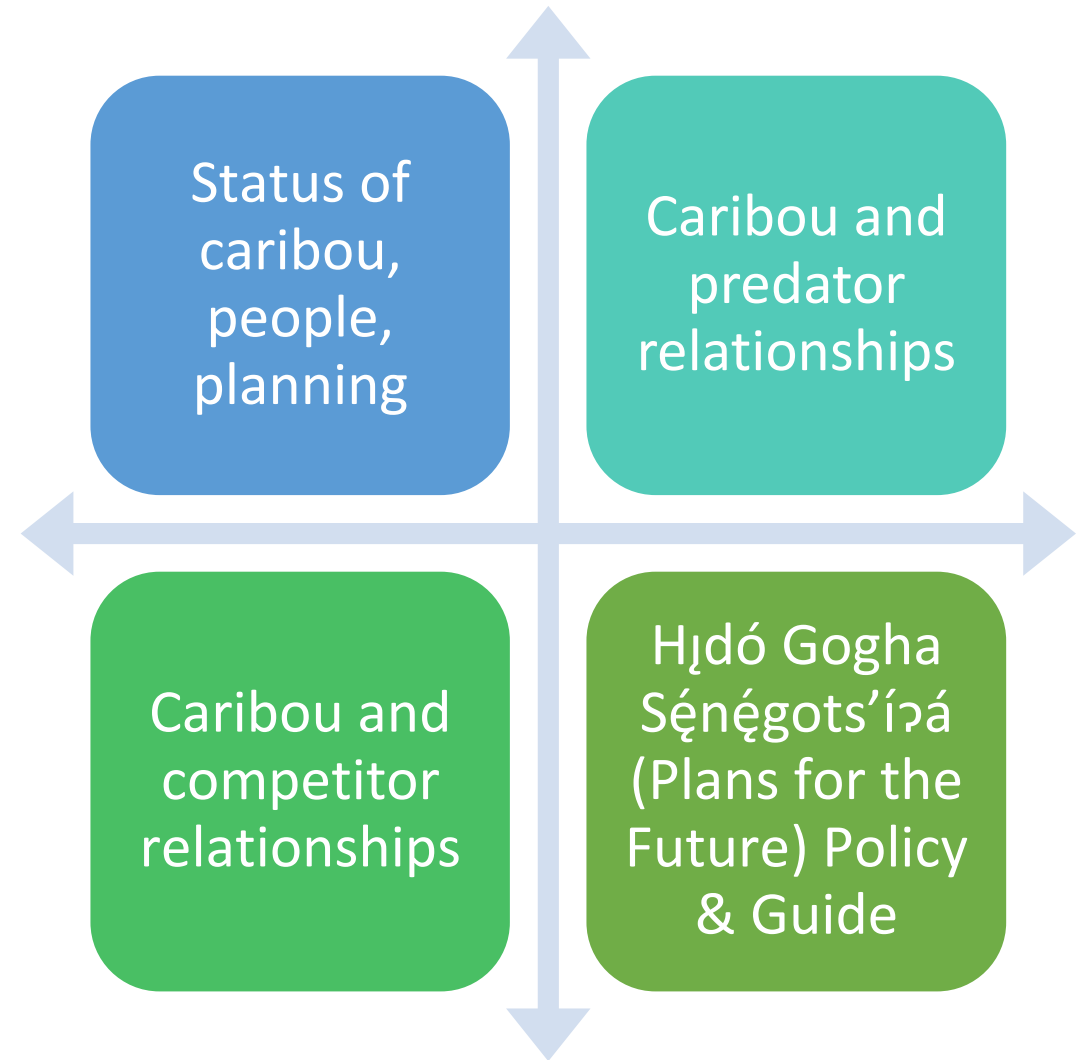 Status of
caribou,
people,
planning
Caribou and
predator
relationships
Caribou and
competitor
relationships
Hı̨dó Gogha
Sę́nę́gots’íɂá
(Plans for the
Future) Policy
& Guide